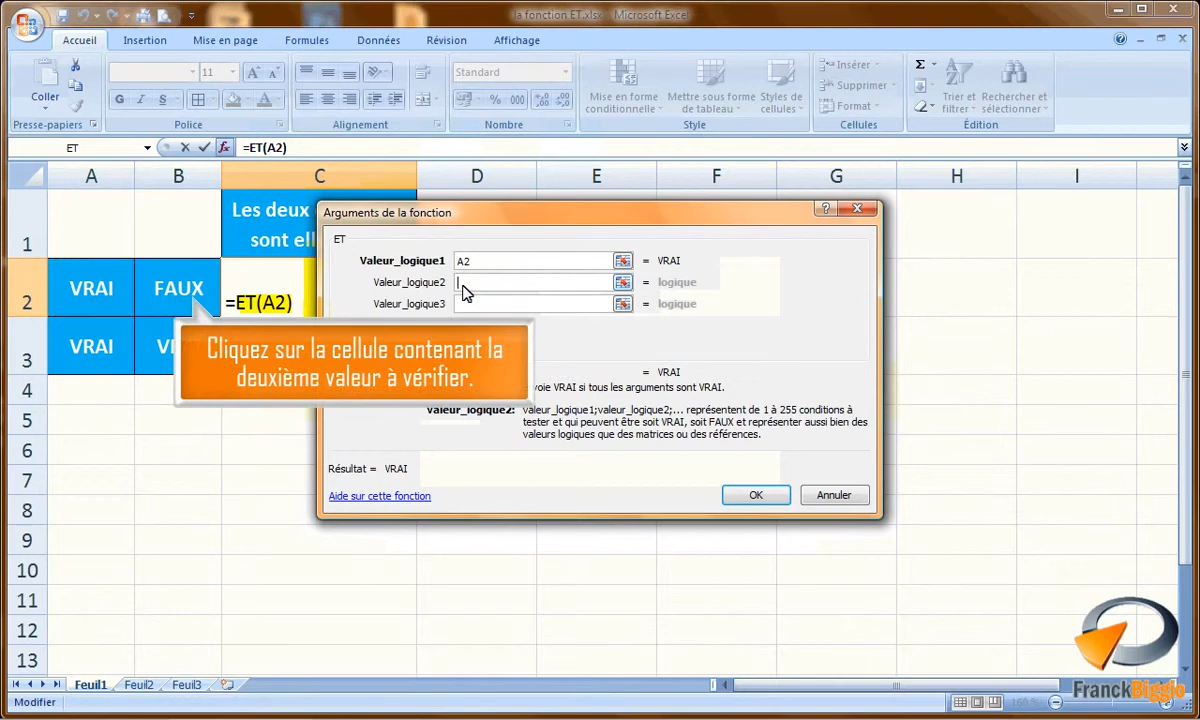 la fonction ET.xlsx - Microsoft Excel
Accueil Insertion Mise en page Formules Données Révision Affichage
Coller
Presse-papiers
11
G I S
Police
Alignement
Standard
% 000
Nombre
Mise en forme conditionnelle
Mettre sous forme de tableau
Styles de cellules
Style
Insérer
Supprimer
Format
Cellules
Σ
Trier et filtrer
Rechercher et sélectionner
Édition
ET
fx
=ET(A2)
A B C D E F G H I
1
Les deux
sont ell
2 VRAI FAUX =ET(A2)
3 VRAI
4
5
6
7
8
9
10
11
12
13
Cliquez sur la cellule contenant la
deuxième valeur à vérifier.
Arguments de la fonction
ET
Valeur_logique1 A2 = VRAI
Valeur_logique2 = logique
Valeur_logique3 = logique
= VRAI
voie VRAI si tous les arguments sont VRAI.
Valeur_logique2: valeur_logique1;valeur_logique2;... représentent de 1 à 255 conditions à
tester et qui peuvent être soit VRAI, soit FAUX et représenter aussi bien des
valeurs logiques que des matrices ou des références.
Résultat = VRAI
Aide sur cette fonction
OK
Annuler
Feuil1 Feuil2 Feuil3
Modifier
160 %
FranckBiggio